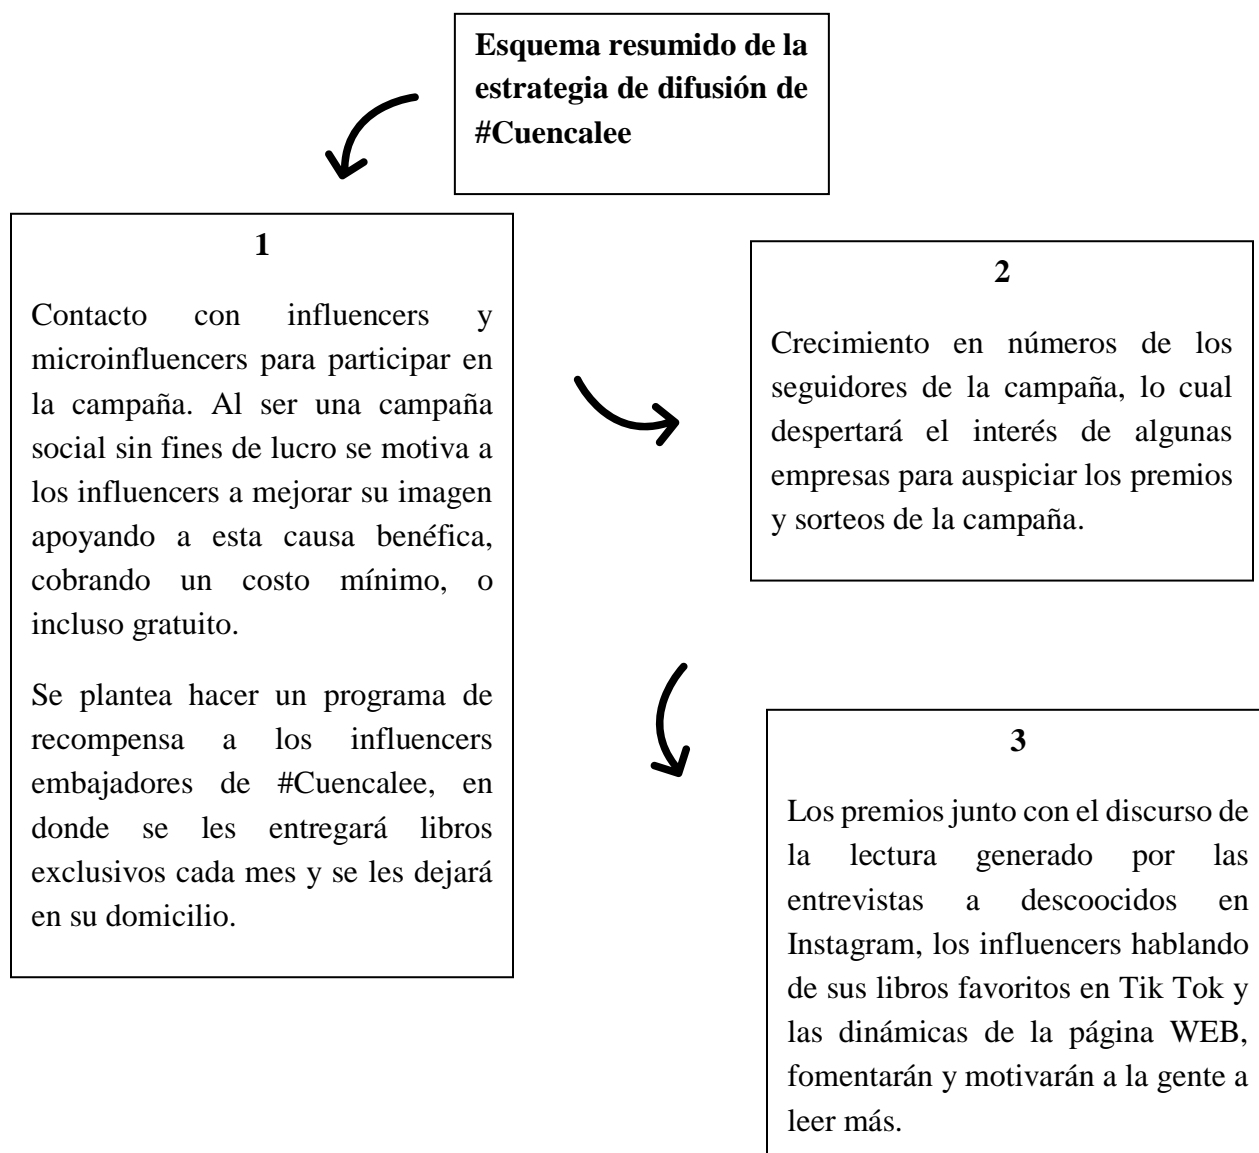 Esquema resumido de la
estrategia de difusión de
#Cuencalee
1
Contacto con influencers y
microinfluencers para participar en
la campaña. Al ser una campaña
social sin fines de lucro se motiva a
los influencers a mejorar su imagen
apoyando a esta causa benéfica,
cobrando un costo mínimo, o
incluso gratuito.
Se plantea hacer un programa de
recompensa a los influencers
embajadores de #Cuencalee, en
donde se les entregará libros
exclusivos cada mes y se les dejará
en su domicilio.
2
Crecimiento en números de los
seguidores de la campaña, lo cual
despertará el interés de algunas
empresas para auspiciar los premios
y sorteos de la campaña.
3
Los premios junto con el discurso de
la lectura generado por las
entrevistas a descoocidos en
Instagram, los influencers hablando
de sus libros favoritos en Tik Tok y
las dinámicas de la página WEB,
fomentarán y motivarán a la gente a
leer más.